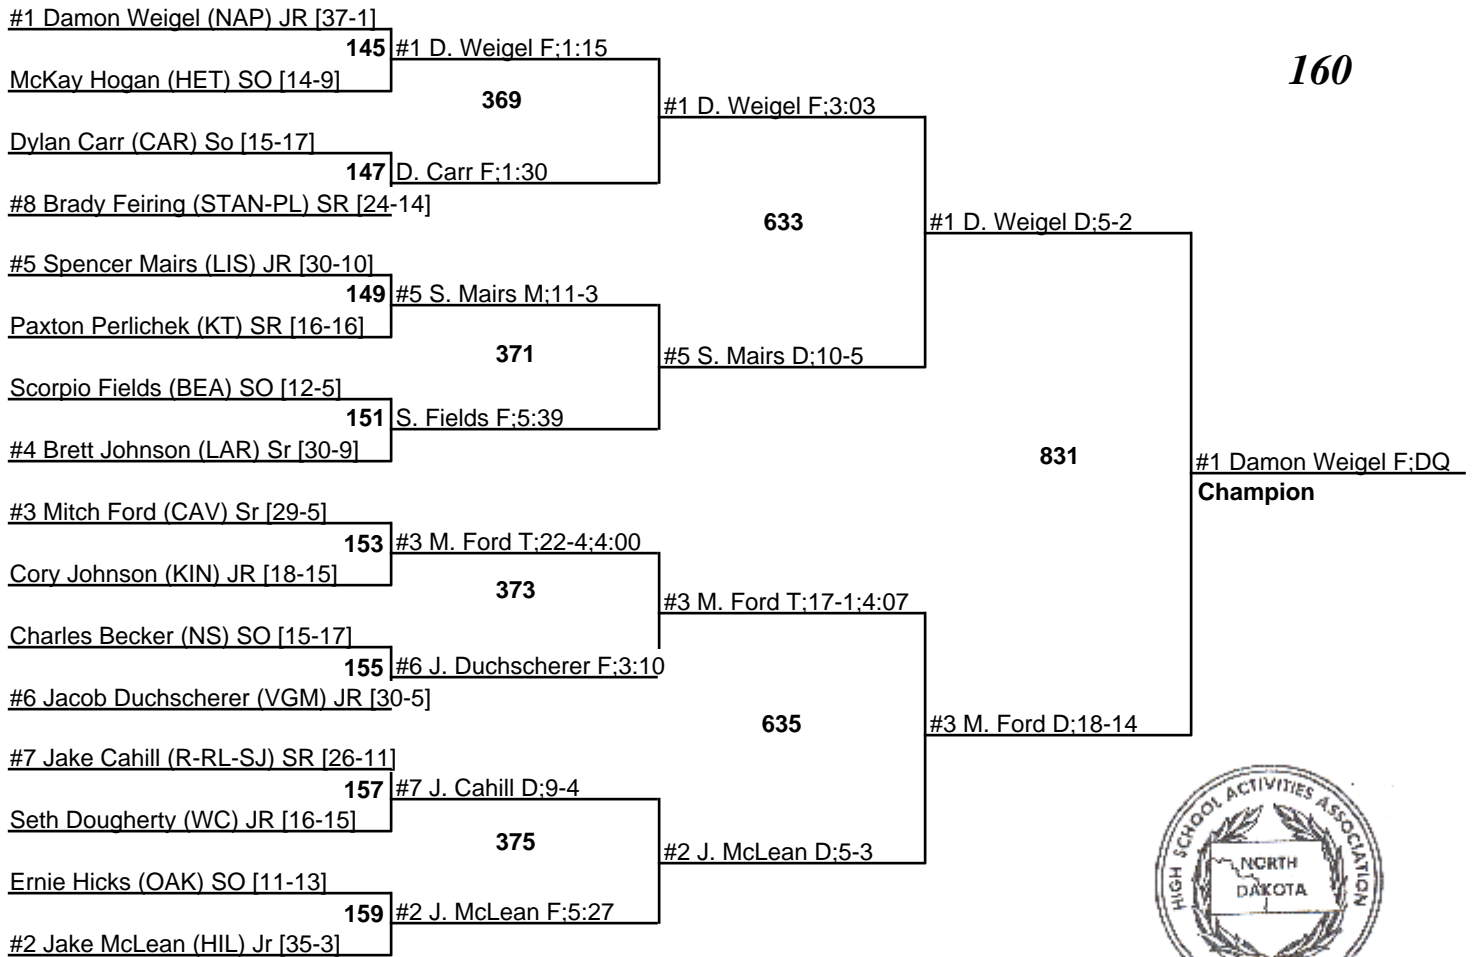 #1 Damon Weigel (NAP) JR [37-1]
145 #1 D. Weigel F;1:15
160
McKay Hogan (HET) SO [14-9]
369
#1 D. Weigel F;3:03
Dylan Carr (CAR) So [15-17]
147 D. Carr F;1:30
#8 Brady Feiring (STAN-PL) SR [24-14]
633
#1 D. Weigel D;5-2
#5 Spencer Mairs (LIS) JR [30-10]
149 #5 S. Mairs M;11-3
Paxton Perlichek (KT) SR [16-16]
371
#5 S. Mairs D;10-5
Scorpio Fields (BEA) SO [12-5]
151 S. Fields F;5:39
#4 Brett Johnson (LAR) Sr [30-9]
831
#1 Damon Weigel F;DQ
Champion
#3 Mitch Ford (CAV) Sr [29-5]
153 #3 M. Ford T;22-4;4:00
Cory Johnson (KIN) JR [18-15]
373
#3 M. Ford T;17-1;4:07
Charles Becker (NS) SO [15-17]
155 #6 J. Duchscherer F;3:10
#6 Jacob Duchscherer (VGM) JR [30-5]
635
#3 M. Ford D;18-14
#7 Jake Cahill (R-RL-SJ) SR [26-11]
157 #7 J. Cahill D;9-4
Seth Dougherty (WC) JR [16-15]
375
#2 J. McLean D;5-3
Ernie Hicks (OAK) SO [11-13]
159 #2 J. McLean F;5:27
#2 Jake McLean (HIL) Jr [35-3]
HIGH SCHOOL ACTIVITIES ASSOCIATION
NORTH
DAKOTA